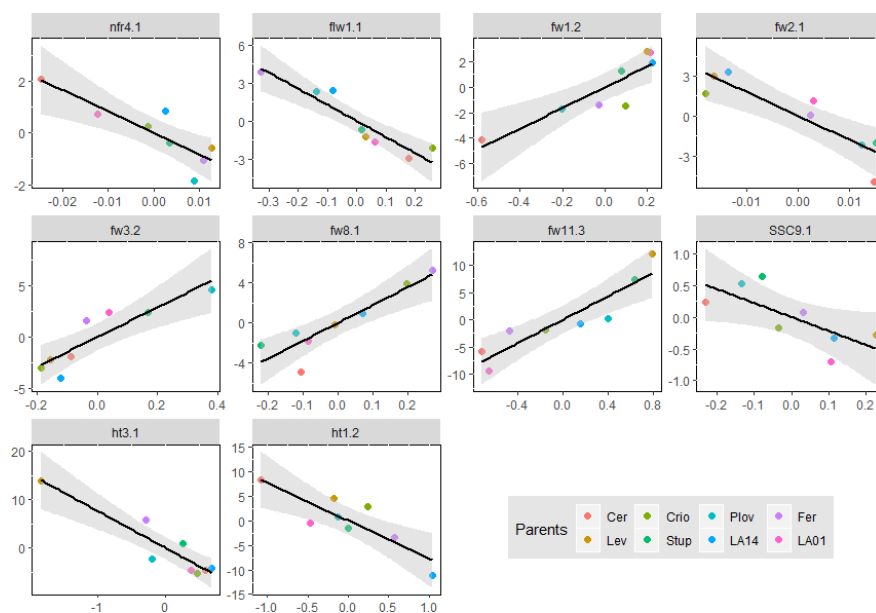 nfr4.1 flw1.1 fw1.2 fw2.1
2 0 -2
6 3 0 -3
2 0 -2 -4 -6
3 0 -3
-0.02 -0.01 0.00 0.01
-0.3 -0.2 -0.1 0.0 0.1 0.2
-0.6 -0.4 -0.2 0.0 0.2
-0.01 0.00 0.01
fw3.2 fw8.1 fw11.3 SSC9.1
5 0 -5
8 4 0 -4
10 5 0 -5 -10
1.0 0.5 0.0 -0.5 -1.0
-0.2 0.0 0.2 0.4
-0.2 -0.1 0.0 0.1 0.2
-0.4 0.0 0.4 0.8
-0.2 -0.1 0.0 0.1 0.2
ht3.1 ht1.2
20 10 0
15 10 5 0 -5 -10 -15
-1 0
-1.0 -0.5 0.0 0.5 1.0
Parents
Cer Crio Plov Fer
Lev Stup LA14 LA01